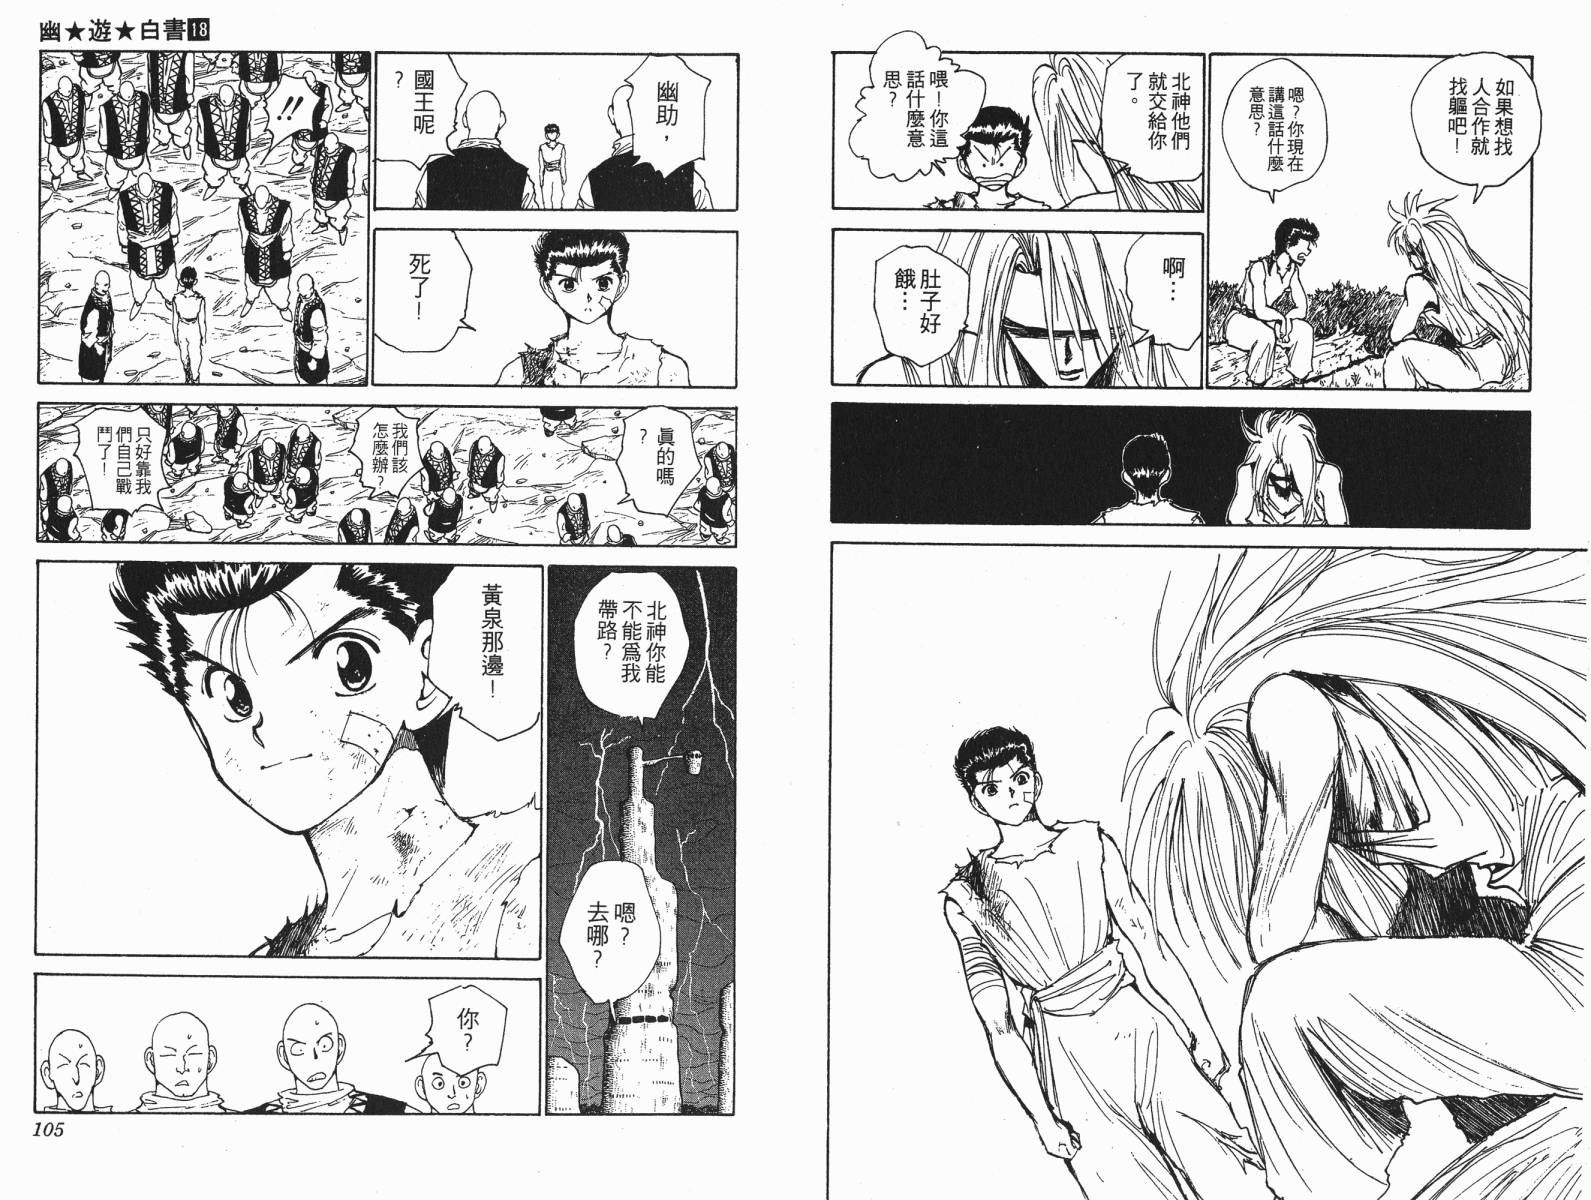 幽★遊★白書18
如果想找
人合作就
找軀吧！
嗯？你現在
講這話什麼
意思？
北神他們
就交給你
了。
喂！你這
話什麼意
思？
啊…
肚子好
餓…
幽助，
國王呢
？
!!
死了！
真的嗎
？
我們該
怎麼辦？
只好靠我
們自己戰
鬥了！
北神你能
不能為我
帶路？
嗯？
去哪？
黃泉那邊！
你？
105